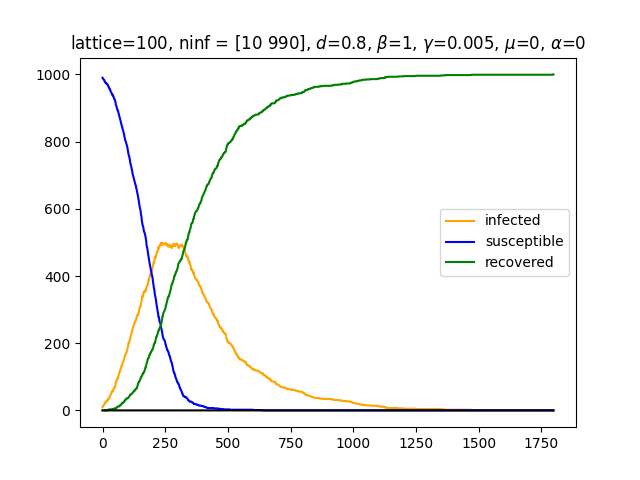 lattice=100, ninf = [10 990], d=0.8, β=1, γ=0.005, μ=0, α=0
1000
800
600
400
200
0
infected
susceptible
recovered
0 250 500 750 1000 1250 1500 1750